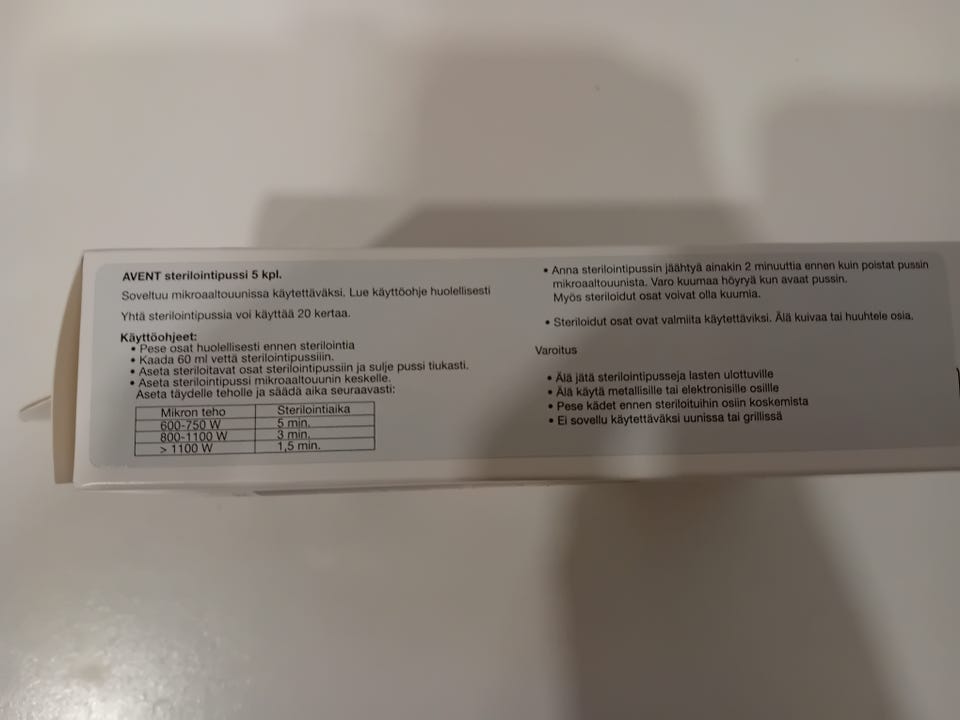 AVENT sterilointipussi 5 kpl.
Soveltuu mikroaaltouunissa käytettäväksi. Lue käyttöohje huolellisesti
Yhtä sterilointipussia voi käyttää 20 kertaa.
Käyttöohjeet:
• Pese osat huolellisesti ennen sterilointia
• Kaada 60 ml vettä sterilointipussiiin.
• Aseta steriloitavat osat sterilointipussiin ja sulje pussi tiukasti.
• Aseta sterilointipussi mikroaaltouunin keskelle.
Aseta täydelle teholle ja säädä aika seuraavasti:
Mikron teho Sterilointiaika
600-750 W 5 min.
800-1100 W 3 min.
> 1100 W 1,5 min.
• Anna sterilointipussin jäähtyä ainakin 2 minuuttia ennen kuin poistat pussin
mikroaaltouunista. Varo kuumaa höyryä kun avaat pussin.
Myös steriloidut osat voivat olla kuumia.
• Steriloidut osat ovat valmiita käytettäviksi. Älä kuivaa tai huuhtele osia.
Varoitus
• Älä jätä sterilointipusseja lasten ulottuville
• Älä käytä metallisille tai elektronisille osillle
• Pese kädet ennen steriloituihin osiin koskemista
• Ei sovellu käytettäväksi uunissa tai grillissä